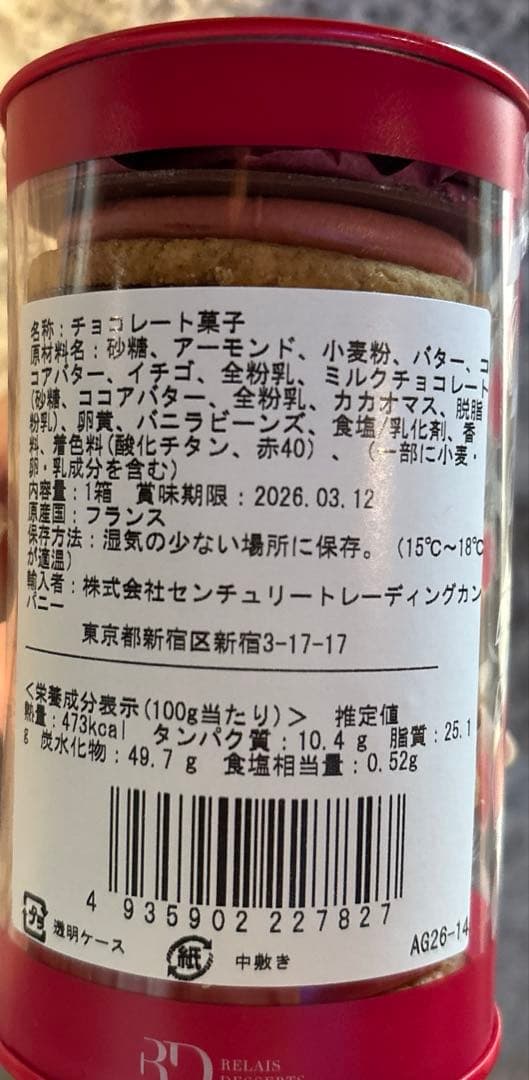 名称：チョコレート菓子
原材料名：砂糖、アーモンド、小麦粉、バター、コ
コアバター、イチゴ、全粉乳、ミルクチョコレート
(砂糖、ココアバター、全粉乳、カカオマス、脱脂
粉乳)、卵黄、バニラビーンズ、食塩/乳化剤、香
料、着色料(酸化チタン、赤40)、(一部に小麦・
卵・乳成分を含む)
内容量：1箱 賞味期限：2026.03.12
原産国：フランス
保存方法：湿気の少ない場所に保存。(15℃～18℃
が適温)
輸入者：株式会社センチュリートレーディングカン
パニー
東京都新宿区新宿3-17-17
＜栄養成分表示(100g当たり)＞ 推定値
熱量：473kcal タンパク質：10.4 g 脂質：25.1
g 炭水化物：49.7 g 食塩相当量：0.52g
4 935902 227827
プラ 透明ケース
紙 中敷き
AG26-14
RD RELAIS
DESSERTS